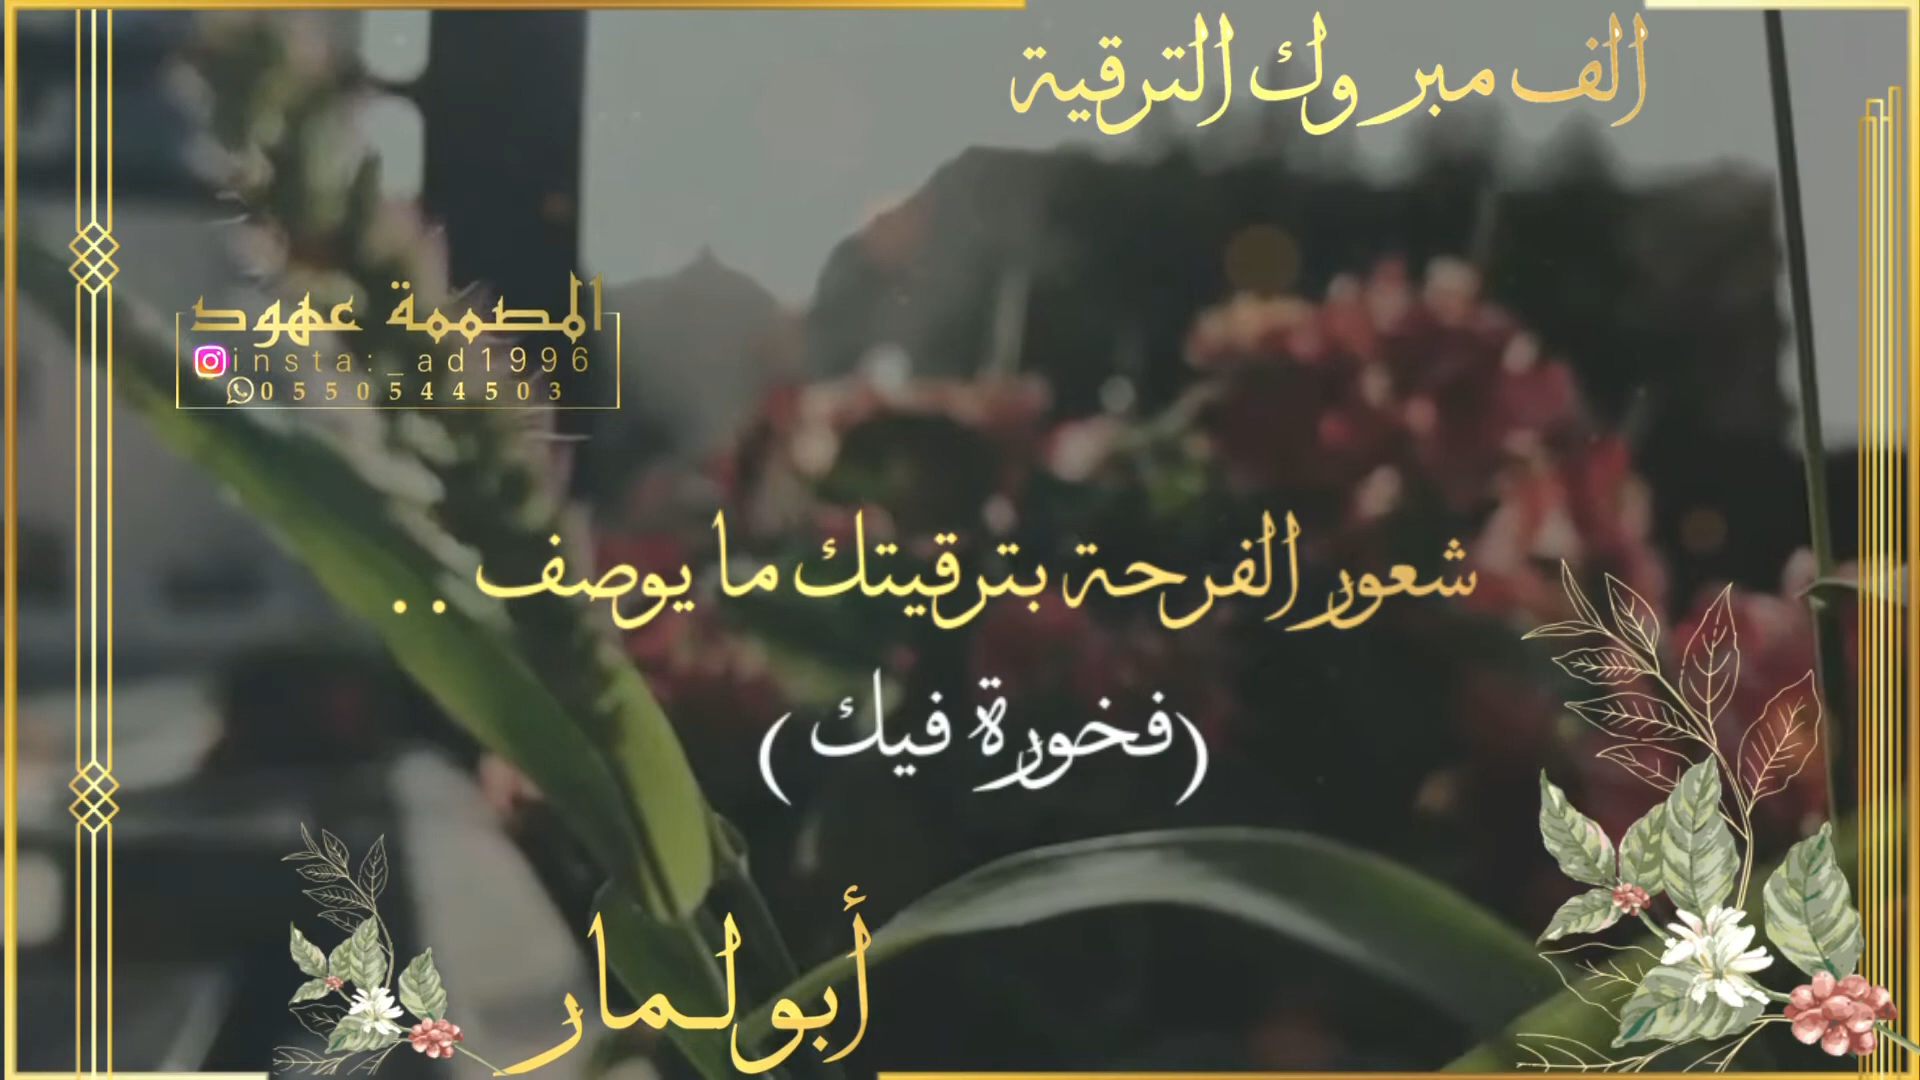 الف مبروك الترقية
المصممة عهود
insta:_ad1996
0550544503
شعور الفرحة بترقيتك ما يوصف ..
(فخورة فيك )
أبو لمار